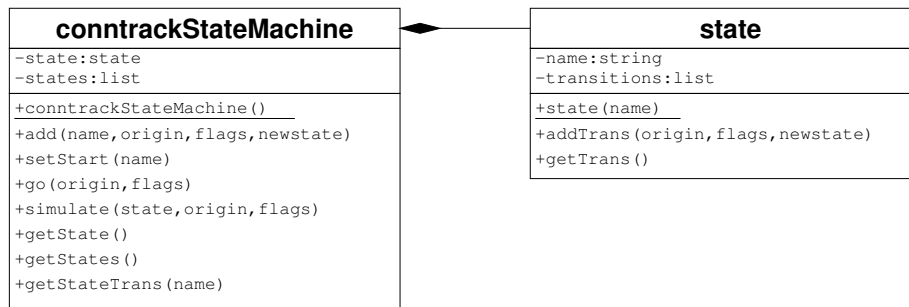 conntrackStateMachine
-state:state
-states:list
+conntrackStateMachine()
+add(name,origin,flags,newstate)
+setStart(name)
+go(origin,flags)
+simulate(state,origin,flags)
+getState()
+getStates()
+getStateTrans(name)
state
-name:string
-transitions:list
+state(name)
+addTrans(origin,flags,newstate)
+getTrans()